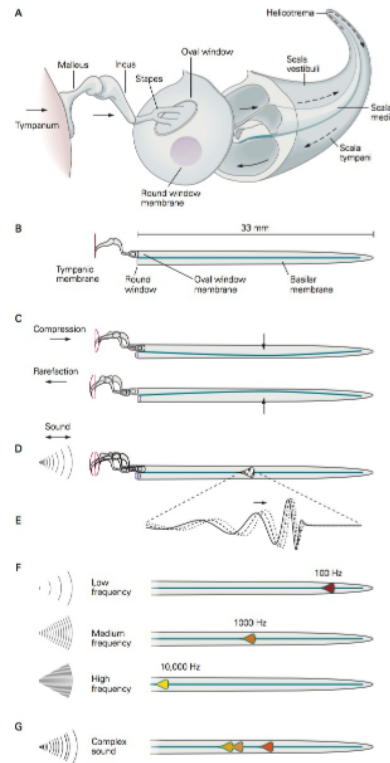 A
Helicotrema
Malleus
Incus
Oval window
Stapes
Scala
vestibuli
Tympanum
Scala
medi
Scala
tympani
Round window
membrane
B
33 mm
Tympanic
membrane
Round
window
Oval window
membrane
Basilar
membrane
C
Compression
Rarefaction
Sound
D
E
F
100 Hz
Low
frequency
1000 Hz
Medium
frequency
10,000 Hz
High
frequency
G
Complex
sound